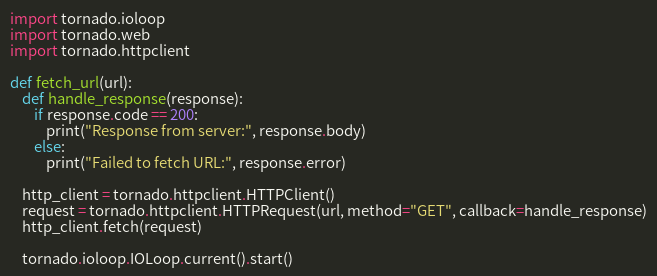 import tornado.ioloop
import tornado.web
import tornado.httpclient

def fetch_url(url):
    def handle_response(response):
        if response.code == 200:
            print("Response from server:", response.body)
        else:
            print("Failed to fetch URL:", response.error)

    http_client = tornado.httpclient.HTTPClient()
    request = tornado.httpclient.HTTPRequest(url, method="GET", callback=handle_response)
    http_client.fetch(request)

    tornado.ioloop.IOLoop.current().start()